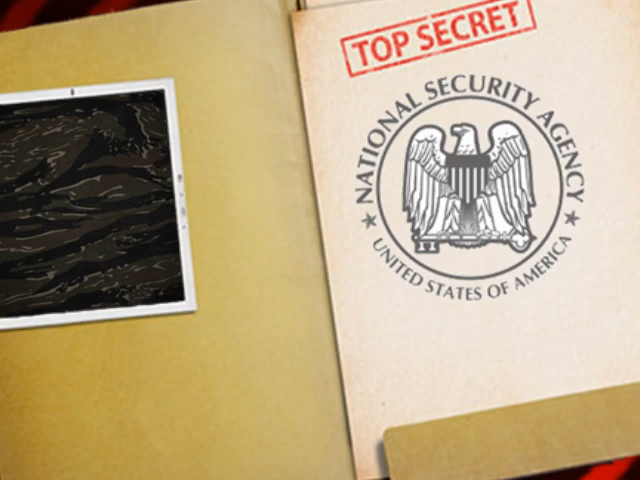 TOP SECRET
NATIONAL SECURITY AGENCY
UNITED STATES OF AMERICA